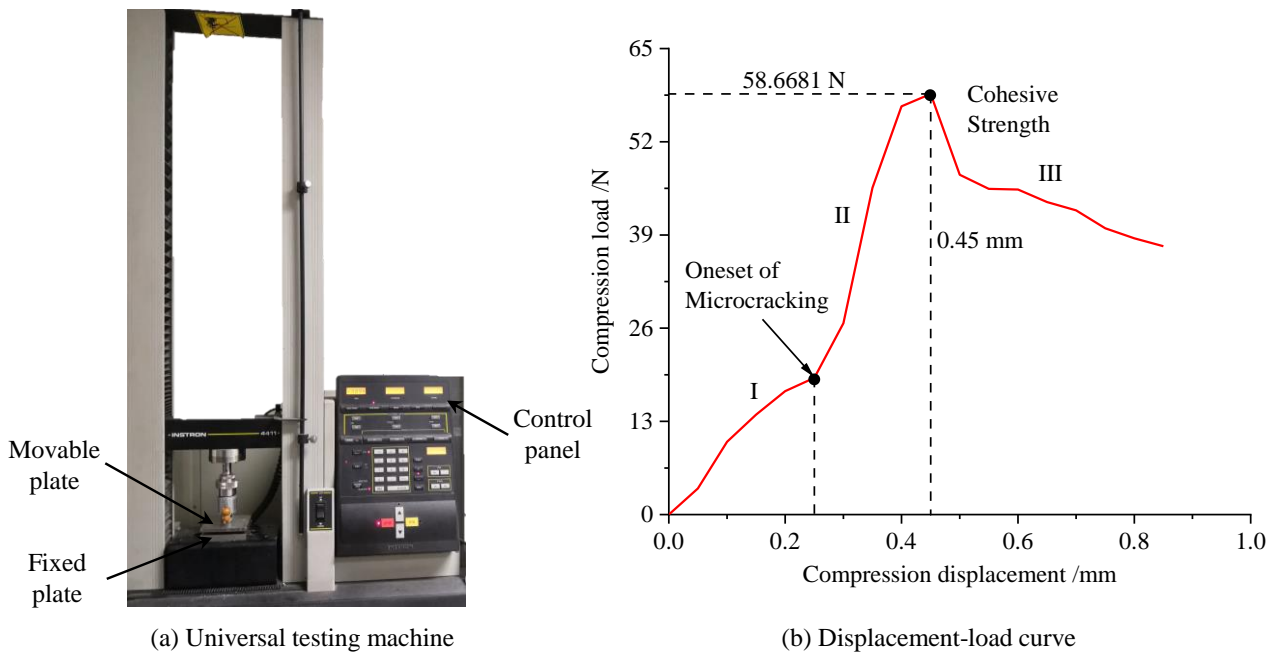 INSTRON 4411
Movable
plate
Fixed
plate
Control
panel
(a) Universal testing machine
65
52
39
26
13
0
Compression load /N
58.6681 N
Cohesive
Strength
III
II
0.45 mm
Oneset of
Microcracking
I
0.0
0.2
0.4
0.6
0.8
1.0
Compression displacement /mm
(b) Displacement-load curve